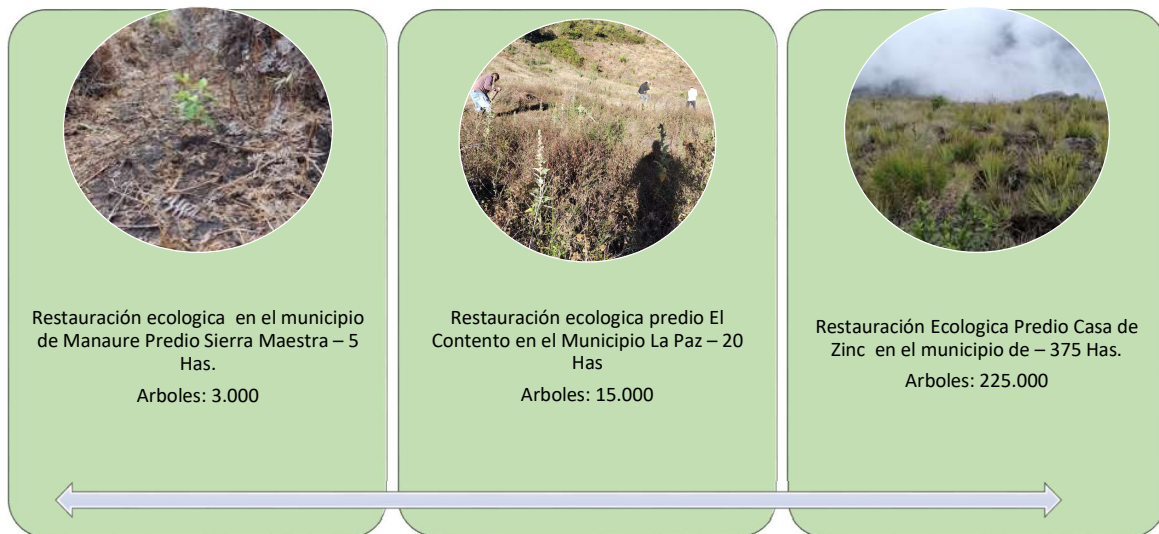 Restauración ecologica en el municipio
de Manaure Predio Sierra Maestra – 5
Has.
Arboles: 3.000
Restauración ecologica predio El
Contento en el Municipio La Paz – 20
Has
Arboles: 15.000
Restauración Ecologica Predio Casa de
Zinc en el municipio de – 375 Has.
Arboles: 225.000